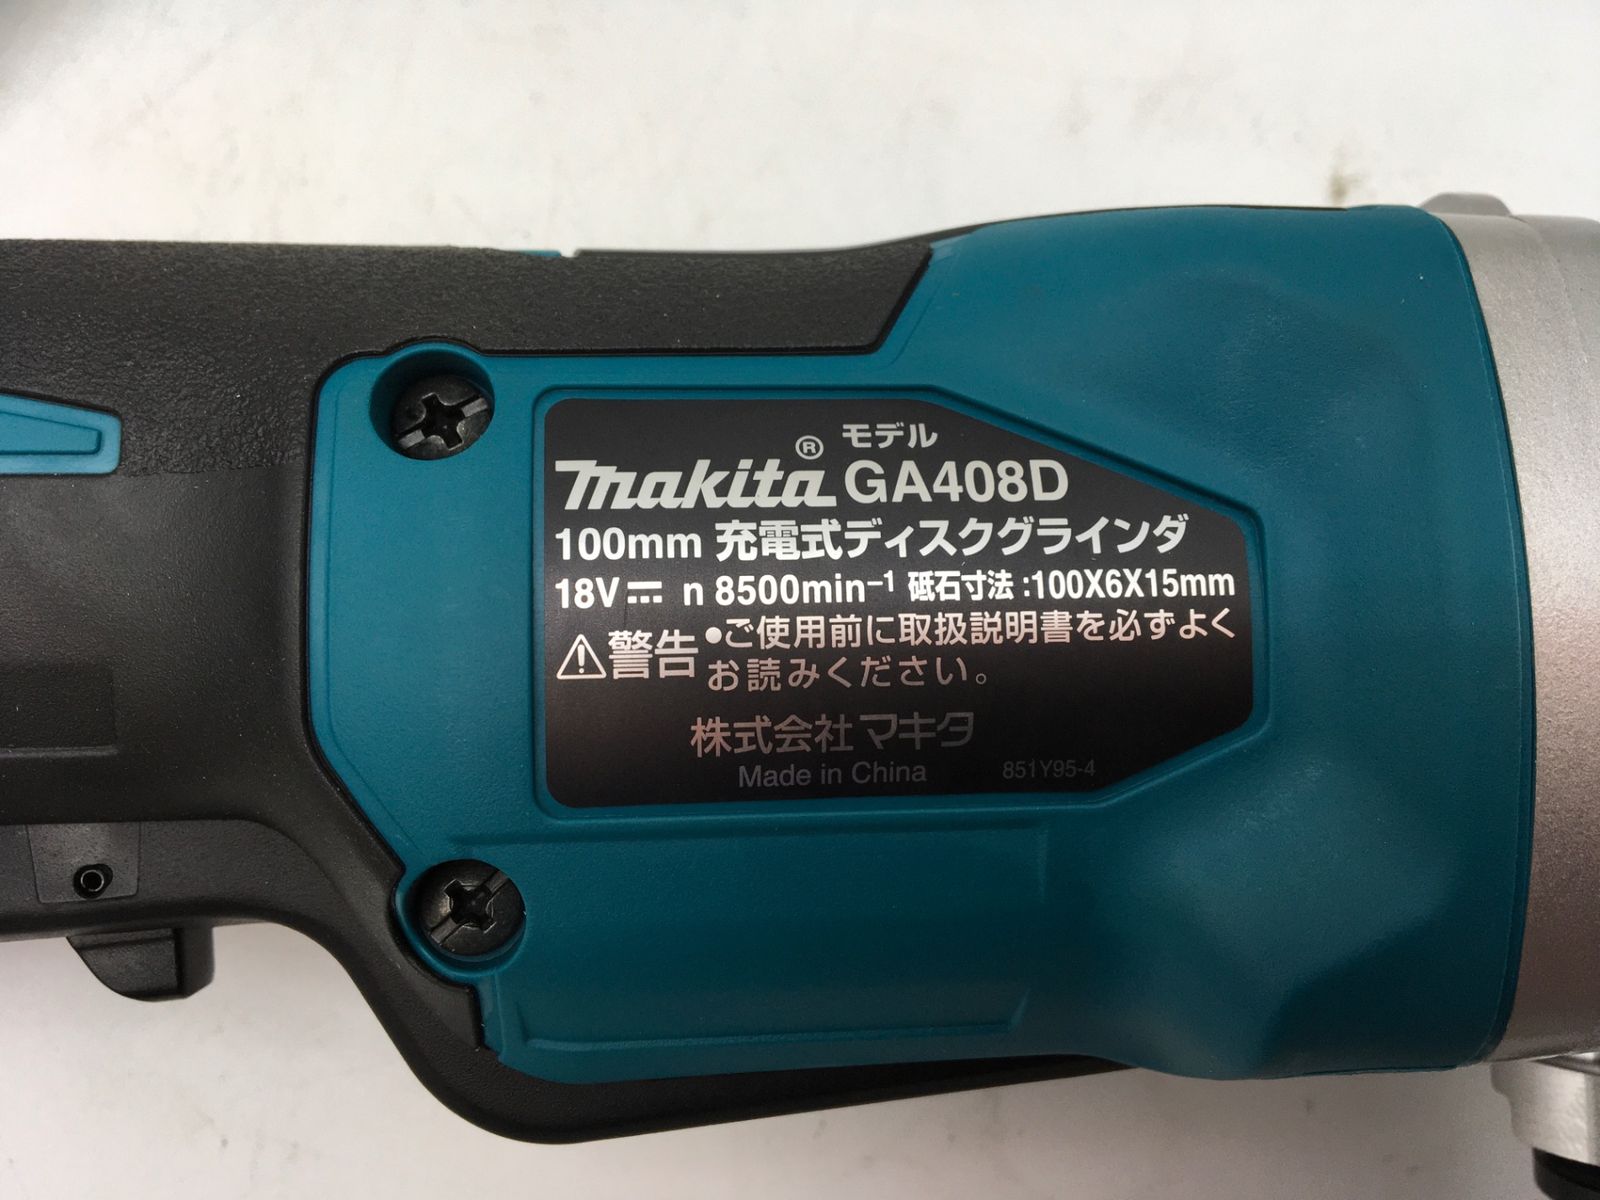 モデル
makita® GA408D
100mm 充電式ディスクグラインダ
18V n 8500min⁻¹ 砥石寸法:100X6X15mm
警告 ●ご使用前に取扱説明書を必ずよく
お読みください。
株式会社マキタ
Made in China 851Y95-4